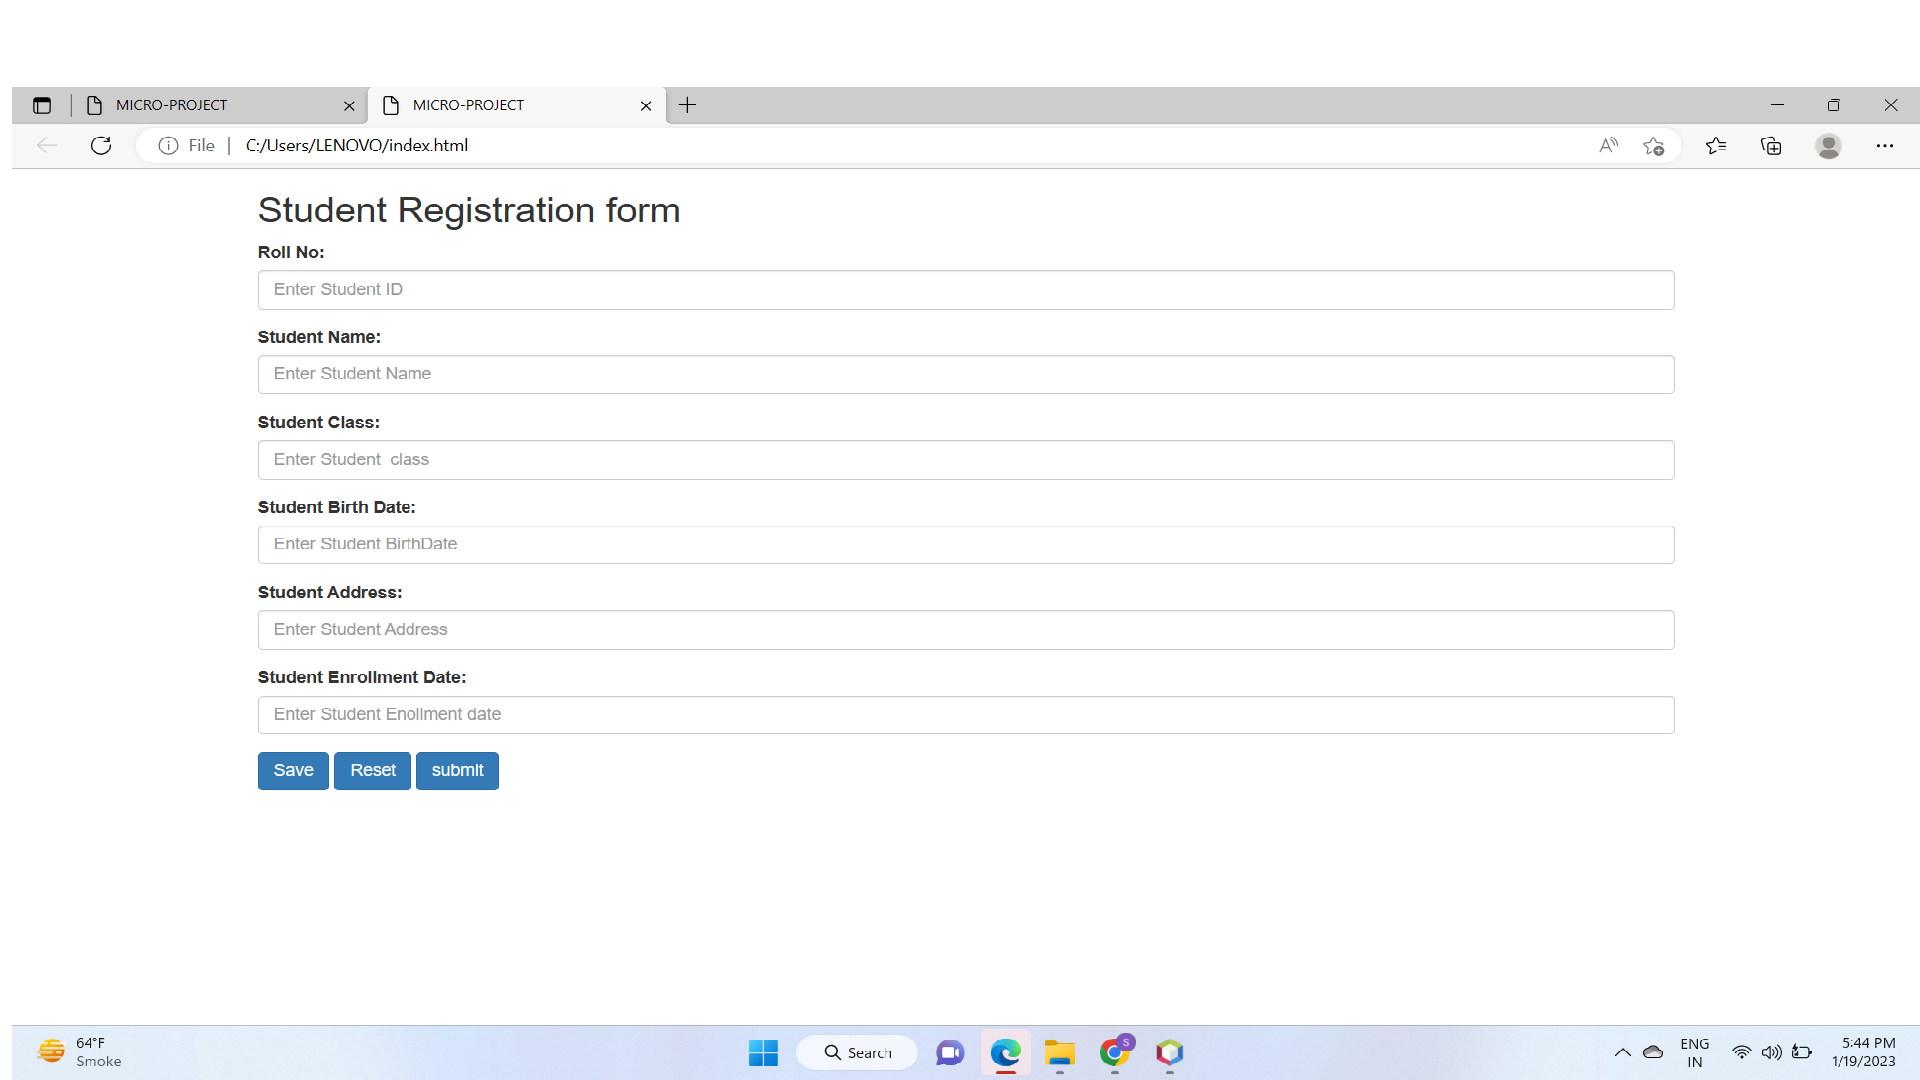 MICRO-PROJECT
MICRO-PROJECT
File
C:/Users/LENOVO/index.html
Student Registration form
Roll No:
Enter Student ID
Student Name:
Enter Student Name
Student Class:
Enter Student  class
Student Birth Date:
Enter Student BirthDate
Student Address:
Enter Student Address
Student Enrollment Date:
Enter Student Enollment date
Save Reset submit
64°F
Smoke
Search
S
ENG
IN
5:44 PM
1/19/2023